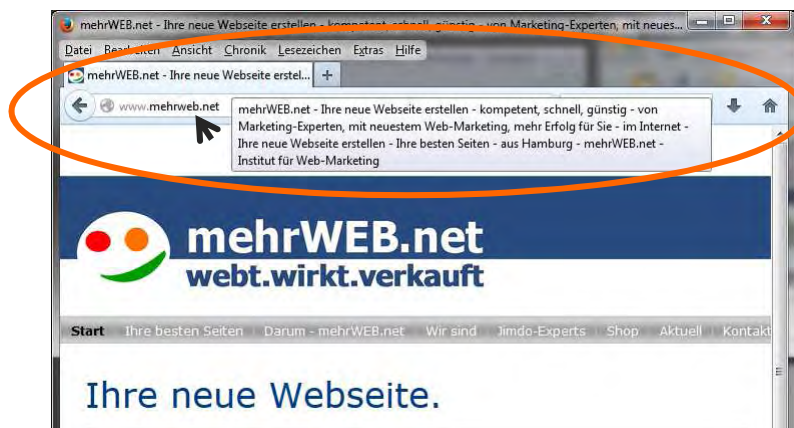 mehrWEB.net - Ihre neue Webseite erstellen - kompetent, schnell, günstig - von Marketing-Experten, mit neues...
Datei Bearbeiten Ansicht Chronik Lesezeichen Extras Hilfe
mehrWEB.net - Ihre neue Webseite erstel... +
www.mehrweb.net
mehrWEB.net - Ihre neue Webseite erstellen - kompetent, schnell, günstig - von
Marketing-Experten, mit neuestem Web-Marketing, mehr Erfolg für Sie - im Internet -
Ihre neue Webseite erstellen - Ihre besten Seiten - aus Hamburg - mehrWEB.net -
Institut für Web-Marketing
mehrWEB.net
webt.wirkt.verkauft
Start Ihre besten Seiten Darum - mehrWEB.net Wir sind Jimdo-Experts Shop Aktuell Kontakt
Ihre neue Webseite.